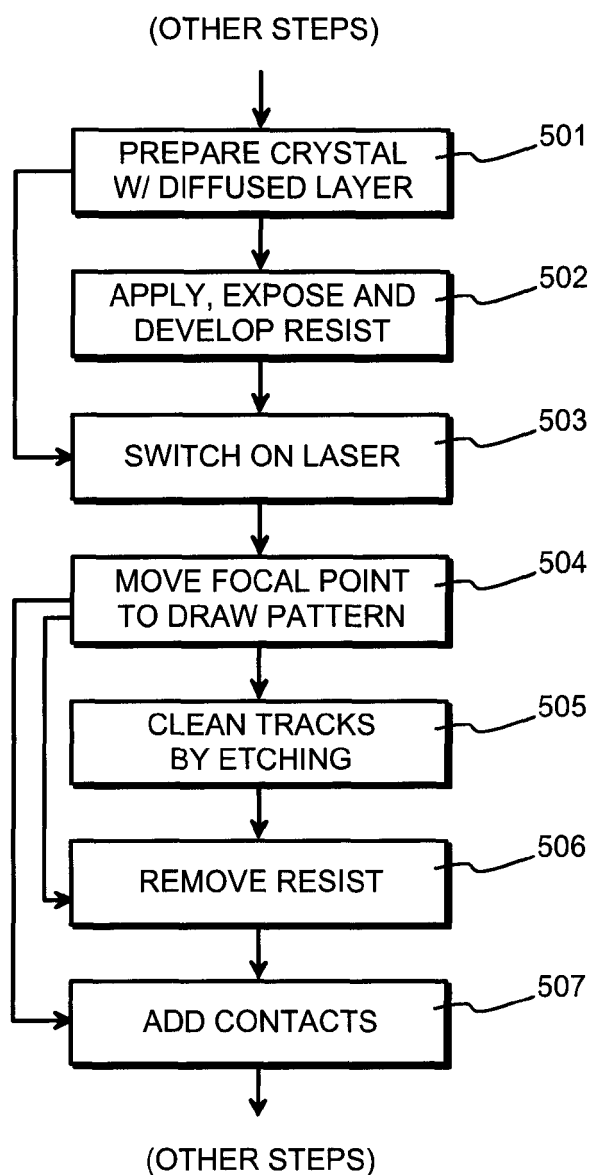 (OTHER STEPS)
501
PREPARE CRYSTAL
W/ DIFFUSED LAYER
502
APPLY, EXPOSE AND
DEVELOP RESIST
503
SWITCH ON LASER
504
MOVE FOCAL POINT
TO DRAW PATTERN
505
CLEAN TRACKS
BY ETCHING
506
REMOVE RESIST
507
ADD CONTACTS
(OTHER STEPS)